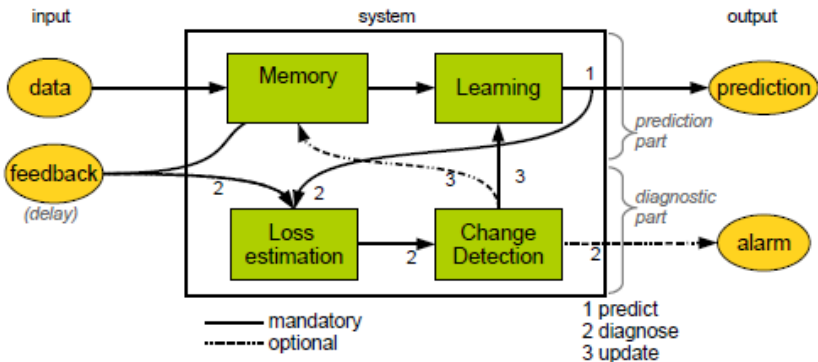 input
system
output
data
Memory
Learning
1
prediction
prediction
part
feedback
(delay)
2
2
3
3
diagnostic
part
Loss
estimation
2
Change
Detection
2
alarm
mandatory
optional
1 predict
2 diagnose
3 update